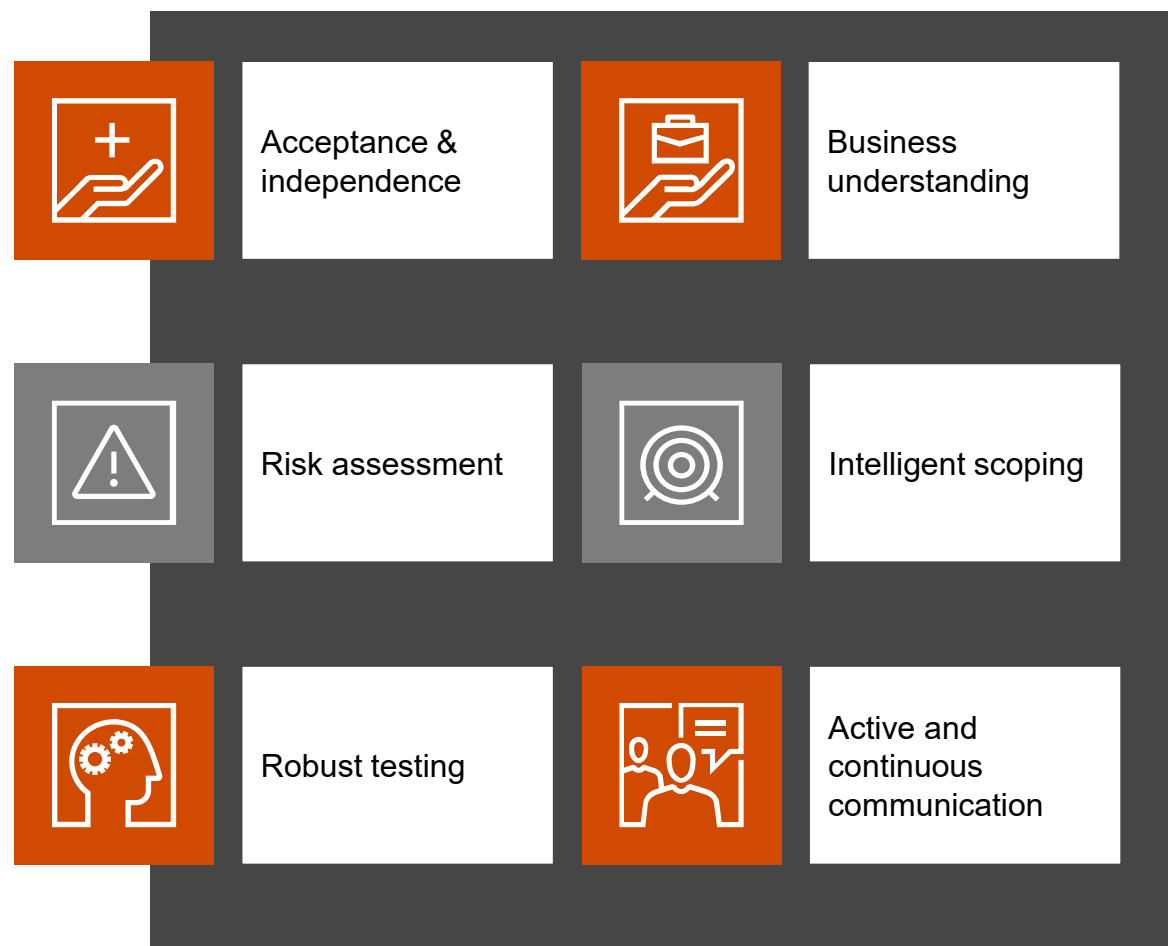 Acceptance &
independence
Business
understanding
Risk assessment
Intelligent scoping
Robust testing
Active and
continuous
communication